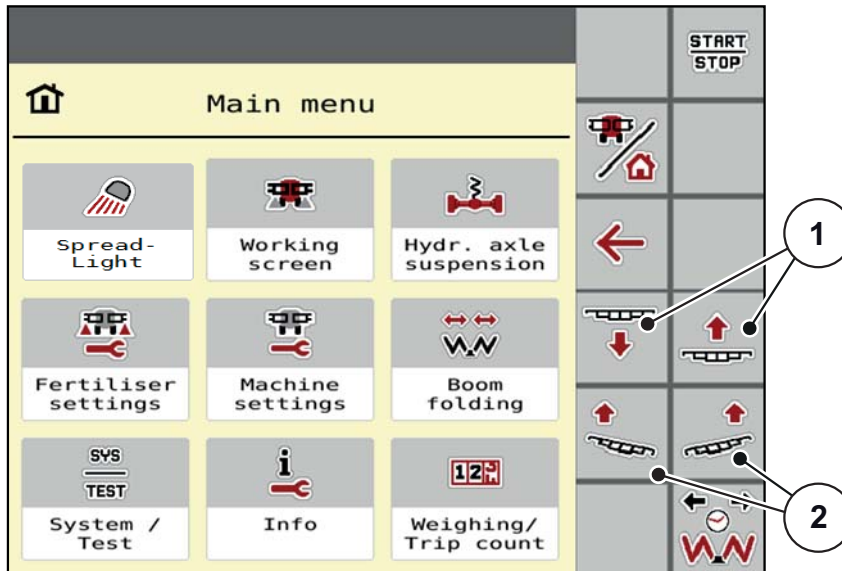 START
STOP
Main menu
Spread-
Light
Working
screen
Hydr. axle
suspension
1
Fertiliser
settings
Machine
settings
Boom
folding
SYS
TEST
System /
Test
i
Info
12
Weighing/
Trip count
2